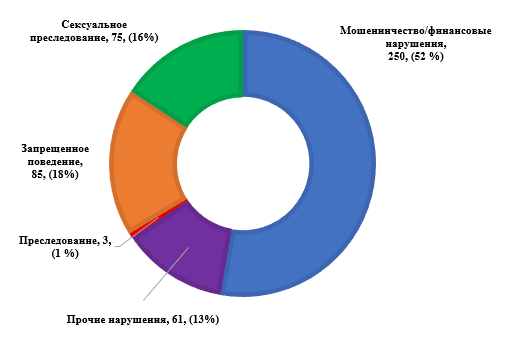 Сексуальное
преследование, 75, (16%)
Мошенничество/финансовые
нарушения,
250, (52 %)
Запрещенное
поведение,
85, (18%)
Преследование, 3,
(1 %)
Прочие нарушения, 61, (13%)